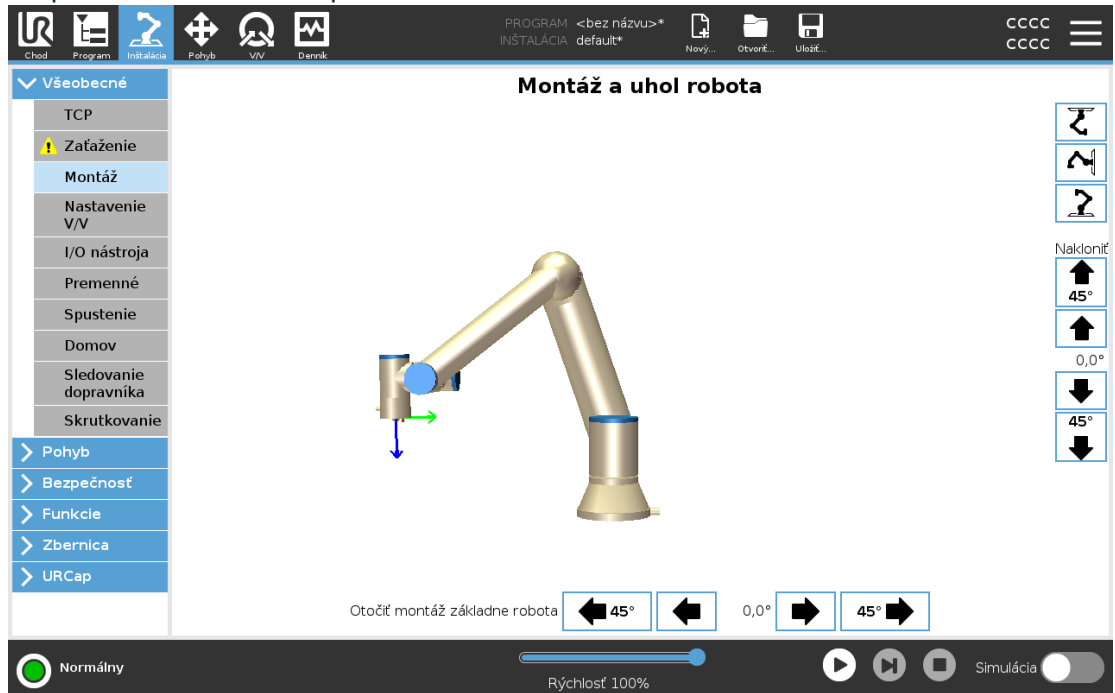 PROGRAM <bez názvu>*
INŠTALÁCIA default*
CCCC
CCCC
Chod Program Inštalácia Pohyb V/V Denník Nový... Otvoriť... Uložiť...
Všeobecné
Montáž a uhol robota
TCP
Zaťaženie
Montáž
Nastavenie
V/V
I/O nástroja
Premenné
Spustenie
Domov
Sledovanie
dopravníka
Skrutkovanie
Pohyb
Bezpečnosť
Funkcie
Zbernica
URCap
Nakloniť
45°
0,0°
45°
Otočiť montáž základne robota 45° 0,0° 45°
Normálny
Rýchlosť 100%
Simulácia